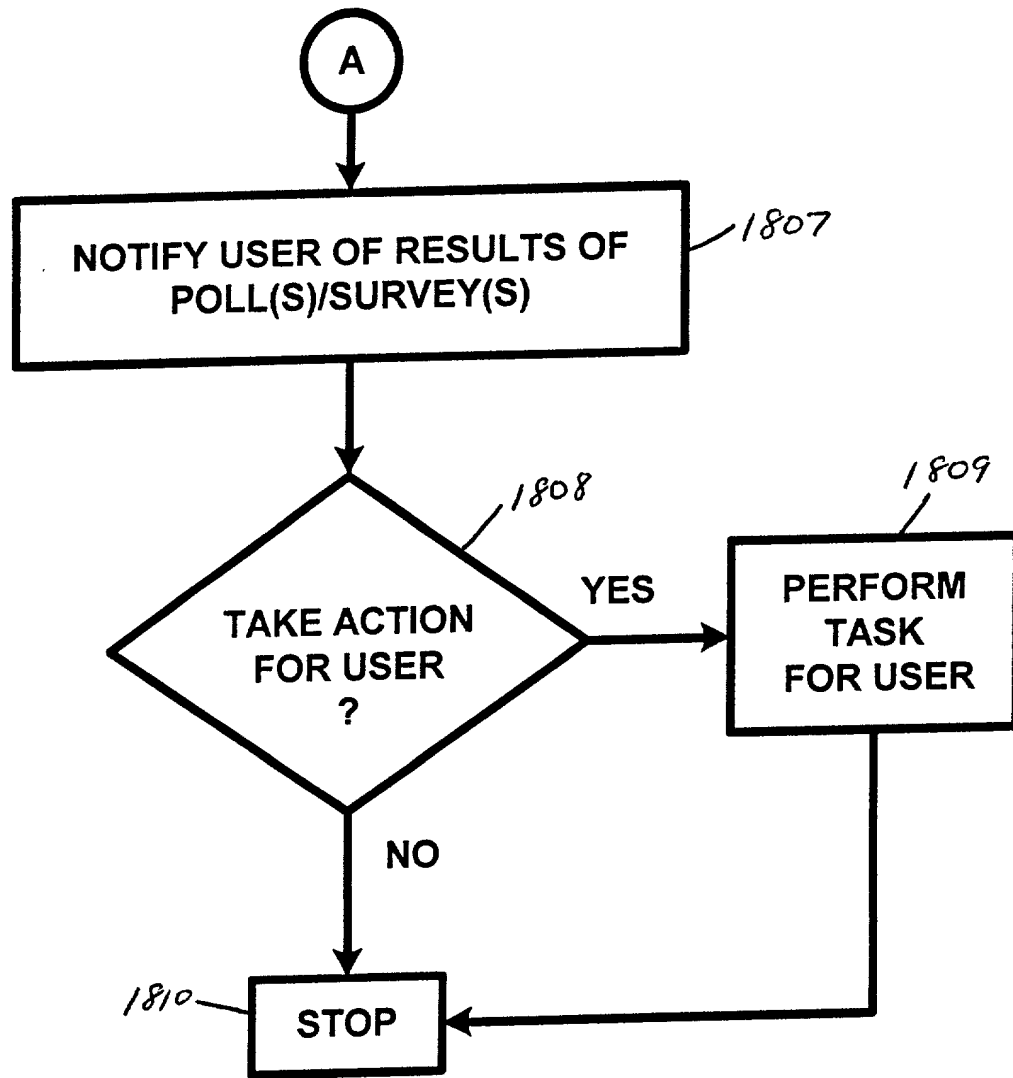 A
NOTIFY USER OF RESULTS OF
POLL(S)/SURVEY(S)
1807
1808
TAKE ACTION
FOR USER
?
YES
1809
PERFORM
TASK
FOR USER
NO
1810
STOP